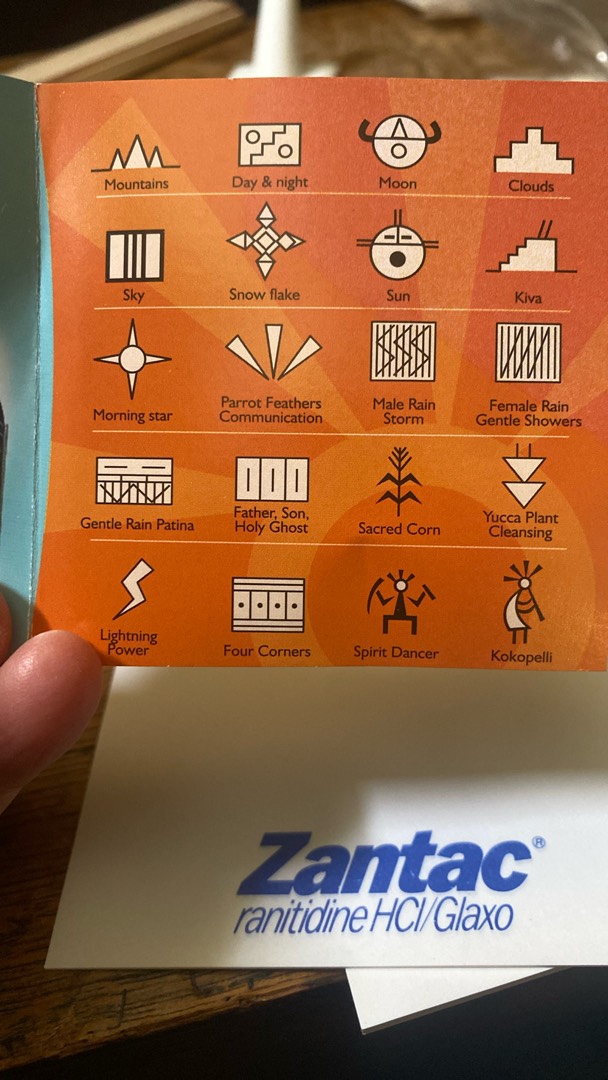 Mountains
Day & night
Moon
Clouds
Sky
Snow flake
Sun
Kiva
Morning star
Parrot Feathers
Communication
Male Rain
Storm
Female Rain
Gentle Showers
Gentle Rain Patina
Father, Son,
Holy Ghost
Sacred Corn
Yucca Plant
Cleansing
Lightning
Power
Four Corners
Spirit Dancer
Kokopelli
Zantac®
ranitidine HCl/Glaxo